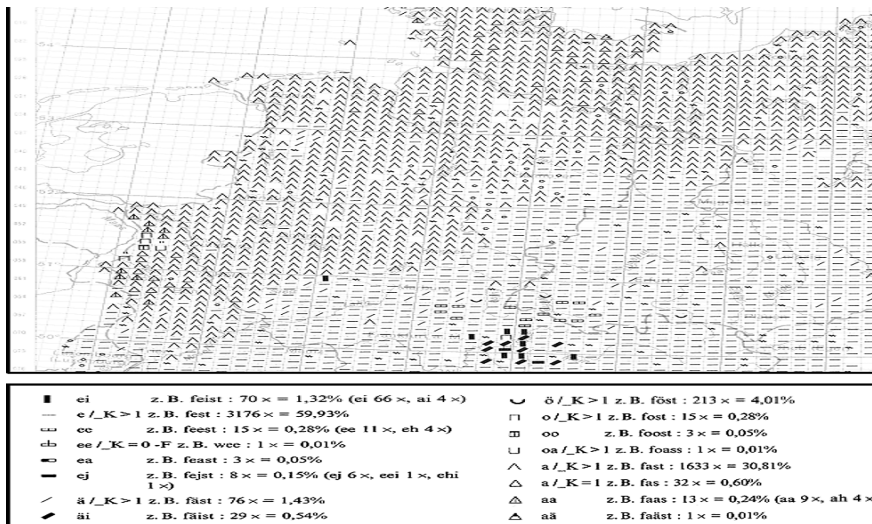 ei z. B. feist : 70 x = 1,32% (ei 66 x, ai 4 x)
e /_K > 1 z. B. fest : 3176 x = 59,93%
ee z. B. feest : 15 x = 0,28% (ee 11 x, eh 4 x)
ee /_K = 0 -F z. B. wee : 1 x = 0,01%
ea z. B. feast : 3 x = 0,05%
ej z. B. fejst : 8 x = 0,15% (ej 6 x, eei 1 x, ehi
1 x)
ä /_K > 1 z. B. fäst : 76 x = 1,43%
äi z. B. fäist : 29 x = 0,54%
ö /_K > 1 z. B. föst : 213 x = 4,01%
o /_K > 1 z. B. fost : 15 x = 0,28%
oo z. B. foost : 3 x = 0,05%
oa /_K > 1 z. B. foass : 1 x = 0,01%
a /_K > 1 z. B. fast : 1633 x = 30,81%
a /_K = 1 z. B. fas : 32 x = 0,60%
aa z. B. faas : 13 x = 0,24% (aa 9 x, ah 4 x
aä z. B. faäst : 1 x = 0,01%